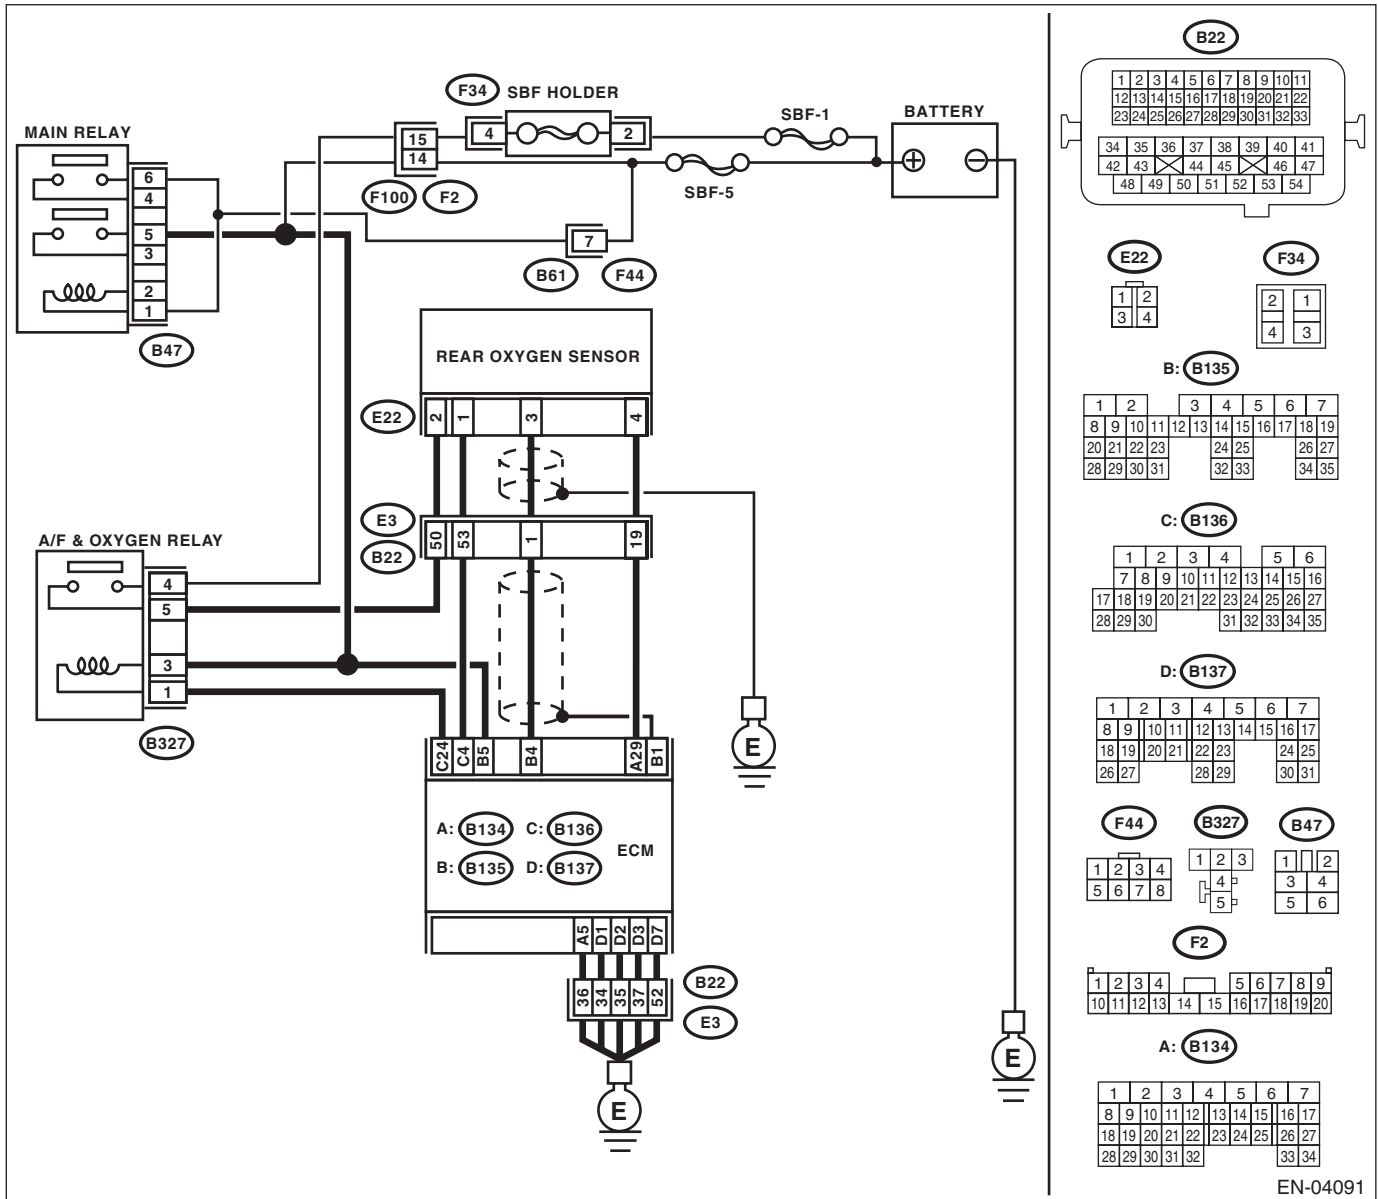 MAIN RELAY
6
4
5
3
2
1
B47
F34
SBF HOLDER
4
2
15
14
F100
F2
SBF-1
SBF-5
BATTERY
7
B61
F44
REAR OXYGEN SENSOR
E22
2 1 3 4
E3
B22
50 53 1 19
A/F & OXYGEN RELAY
4
5
3
1
B327
C24 C4 B5 B4 A29 B1
A: B134 C: B136
B: B135 D: B137
ECM
A5 D1 D2 D3 D7
36 34 35 37 52
B22
E3
E
E
E
B22
1 2 3 4 5 6 7 8 9 10 11
12 13 14 15 16 17 18 19 20 21 22
23 24 25 26 27 28 29 30 31 32 33
34 35 36 37 38 39 40 41
42 43 44 45 46 47
48 49 50 51 52 53 54
E22
1 2
3 4
F34
2 1
4 3
B: B135
1 2 3 4 5 6 7
8 9 10 11 12 13 14 15 16 17 18 19
20 21 22 23 24 25 26 27
28 29 30 31 32 33 34 35
C: B136
1 2 3 4 5 6
7 8 9 10 11 12 13 14 15 16
17 18 19 20 21 22 23 24 25 26 27
28 29 30 31 32 33 34 35
D: B137
1 2 3 4 5 6 7
8 9 10 11 12 13 14 15 16 17
18 19 20 21 22 23 24 25
26 27 28 29 30 31
F44
1 2 3 4
5 6 7 8
B327
1 2 3
4
5
B47
1 2
3 4
5 6
F2
1 2 3 4 5 6 7 8 9
10 11 12 13 14 15 16 17 18 19 20
A: B134
1 2 3 4 5 6 7
8 9 10 11 12 13 14 15 16 17
18 19 20 21 22 23 24 25 26 27
28 29 30 31 32 33 34
EN-04091